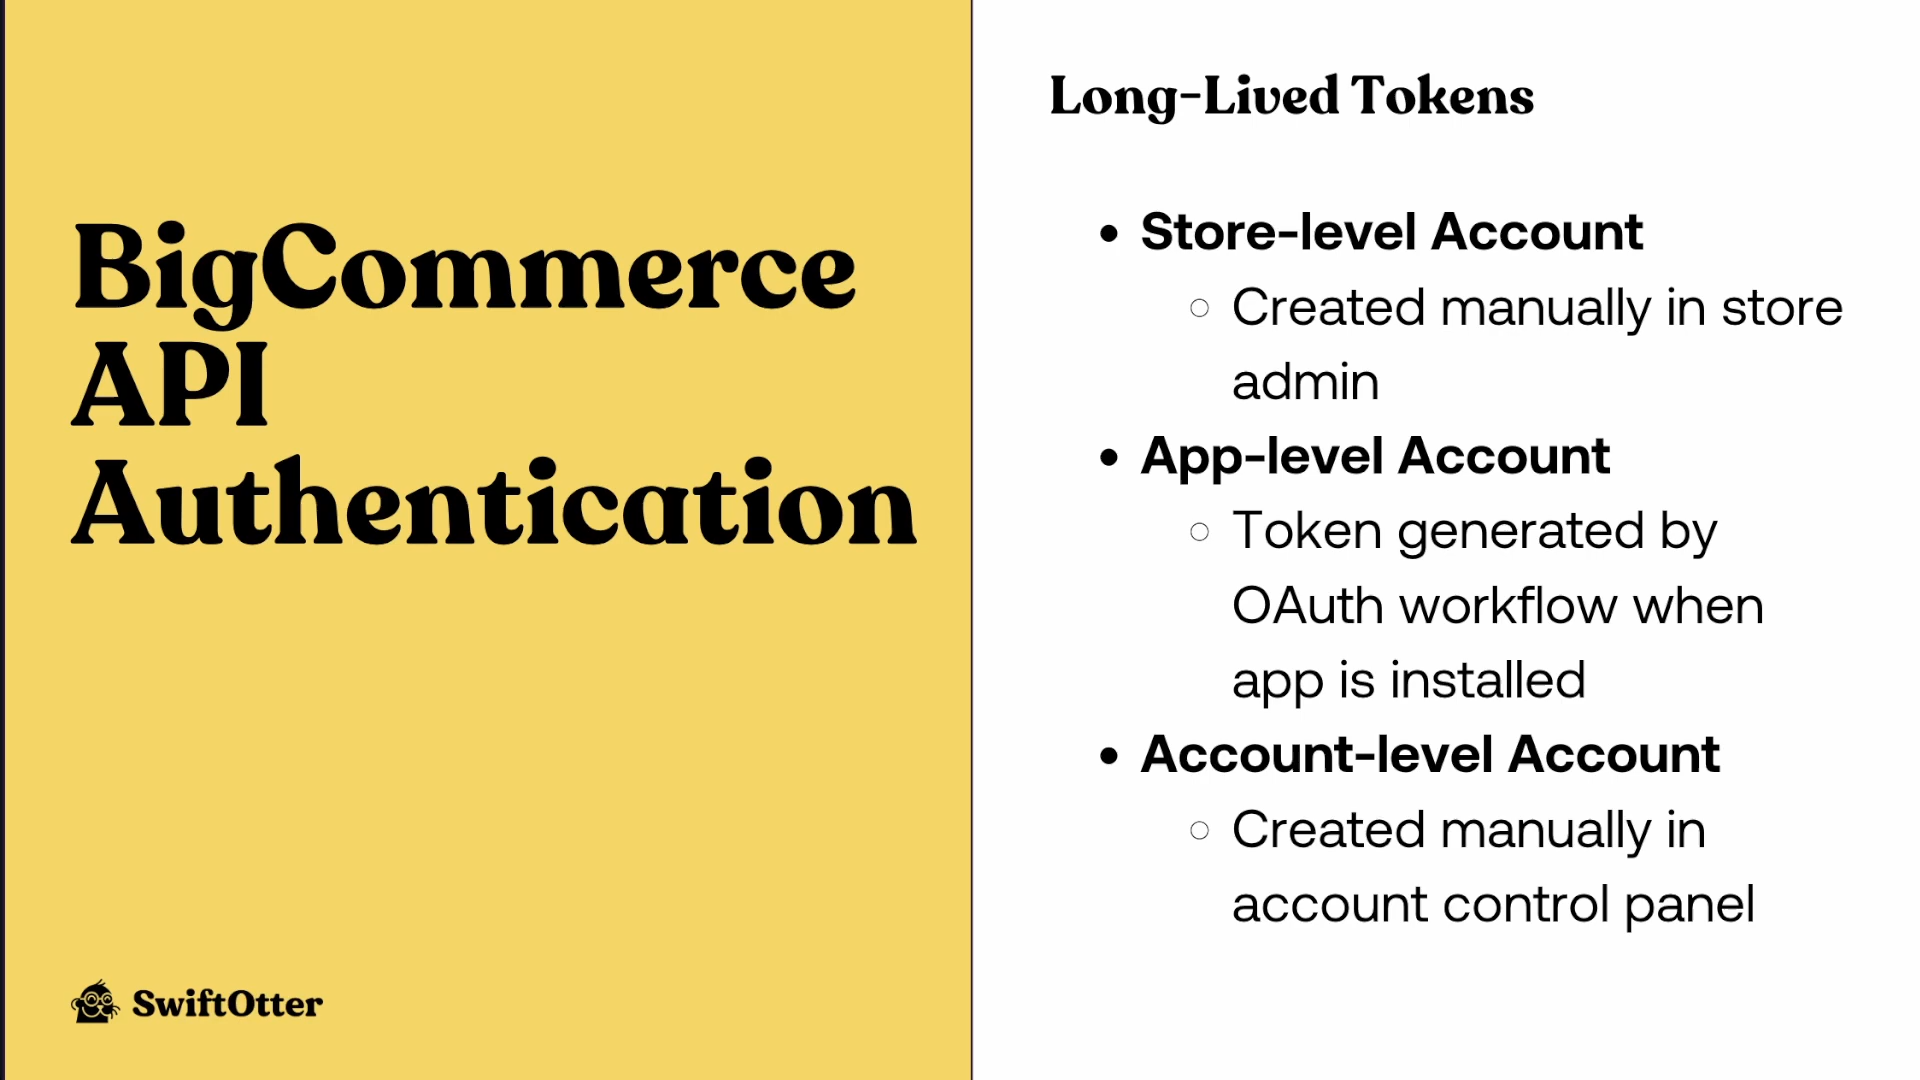 BigCommerce
API
Authentication
SwiftOtter
Long-Lived Tokens
• Store-level Account
○ Created manually in store
admin
• App-level Account
○ Token generated by
OAuth workflow when
app is installed
• Account-level Account
○ Created manually in
account control panel